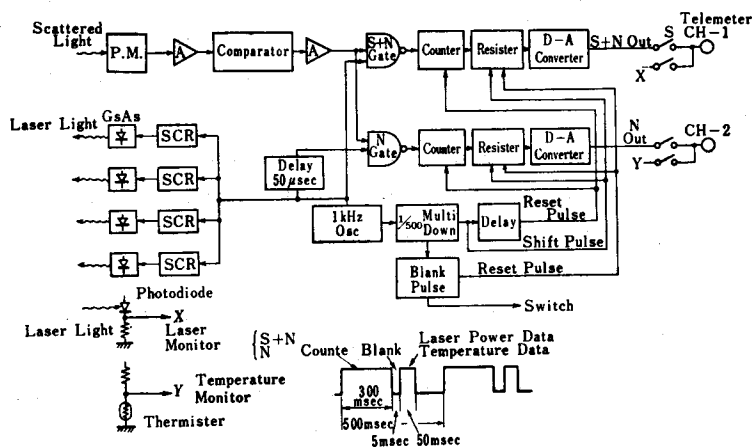 Scattered Light
P.M.
A
Comparator
A
S+N Gate
Counter
Resister
D-A Converter
S+N Out
S
Telemeter
CH-1
X
GsAs
Laser Light
SCR
SCR
SCR
SCR
Delay 50μsec
N Gate
Counter
Resister
D-A Converter
N Out
CH-2
Y
1kHz Osc
1/500 Multi Down
Delay
Reset Pulse
Shift Pulse
Blank Pulse
Reset Pulse
Switch
Photodiode
Laser Light
X
Laser Monitor
Y
Temperature Monitor
Thermister
S+N
N
Counte
Blank
Laser Power Data
Temperature Data
300 msec
500msec
5msec
50msec